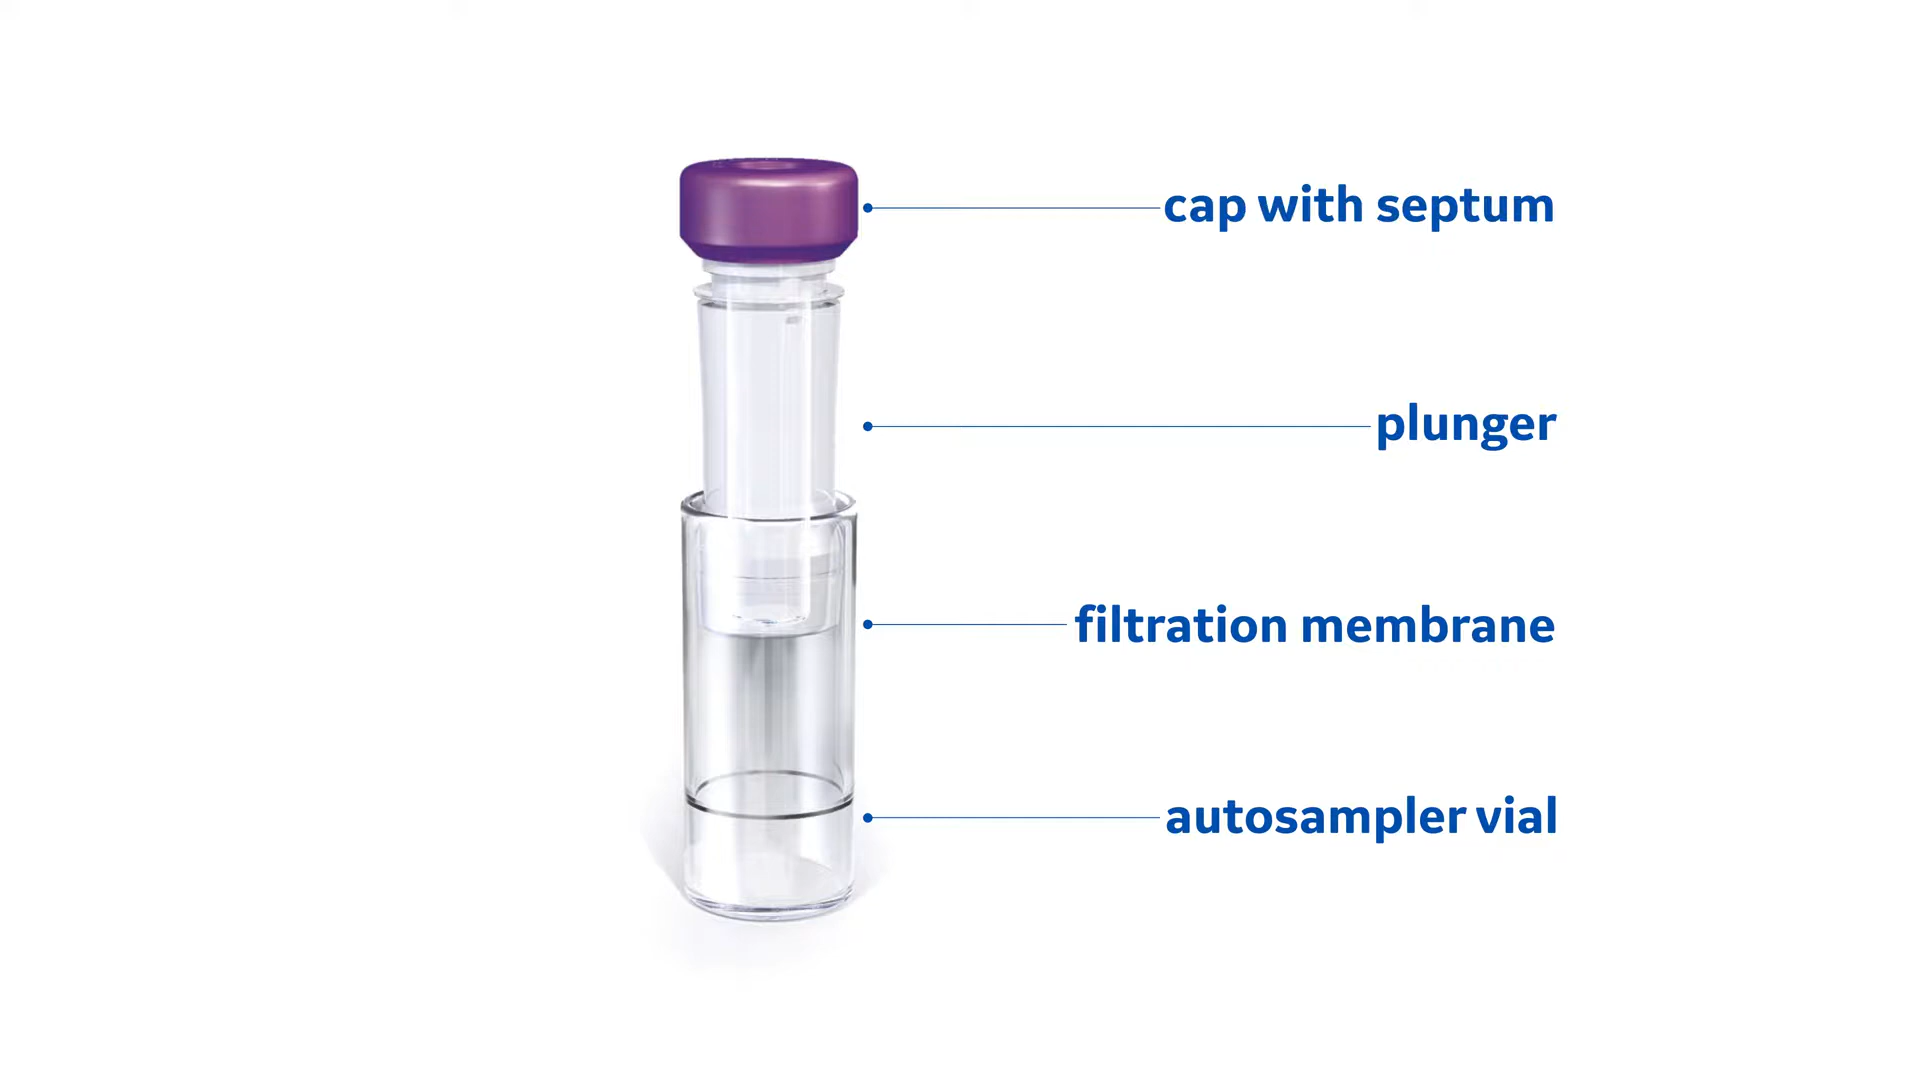 cap with septum
plunger
filtration membrane
autosampler vial